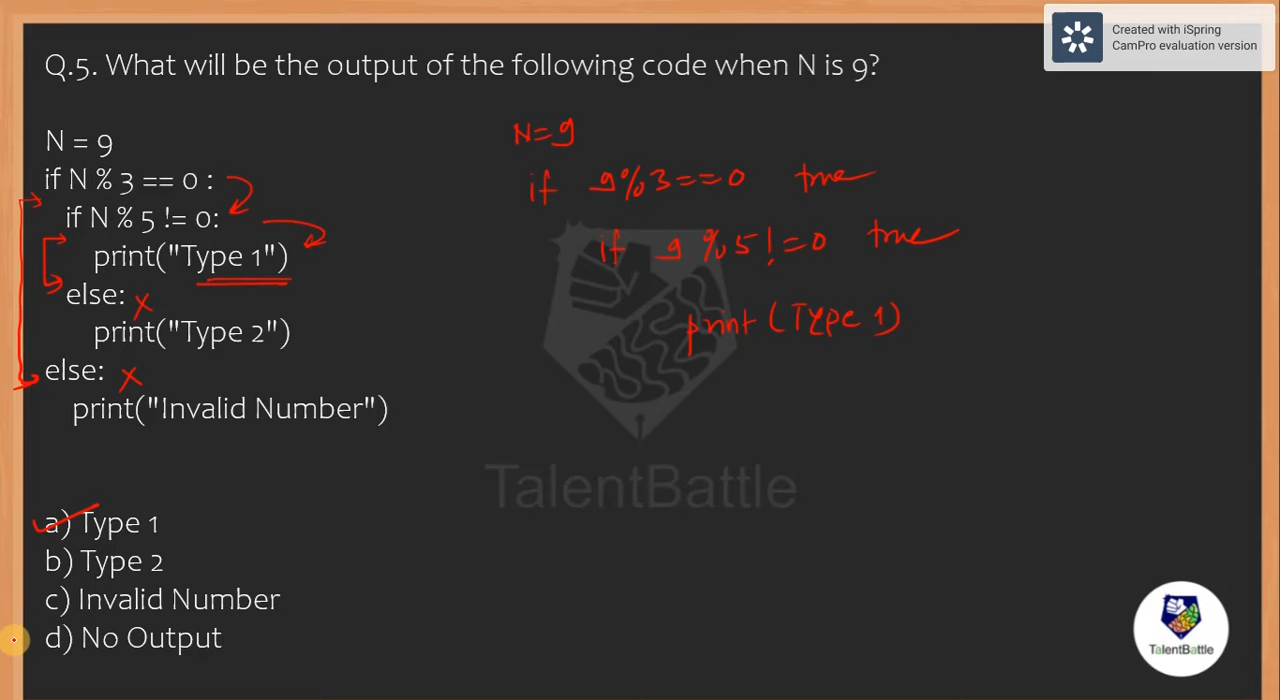 Created with iSpring
CamPro evaluation version
Q.5. What will be the output of the following code when N is 9?
N = 9
if N % 3 == 0 :
if N % 5 != 0:
print("Type 1")
else: x
print("Type 2")
else: x
print("Invalid Number")
N=9
if 9%3==0 true
if 9 %5!=0 true
print (Type 1)
TalentBattle
a) Type 1
b) Type 2
c) Invalid Number
d) No Output
TalentBattle